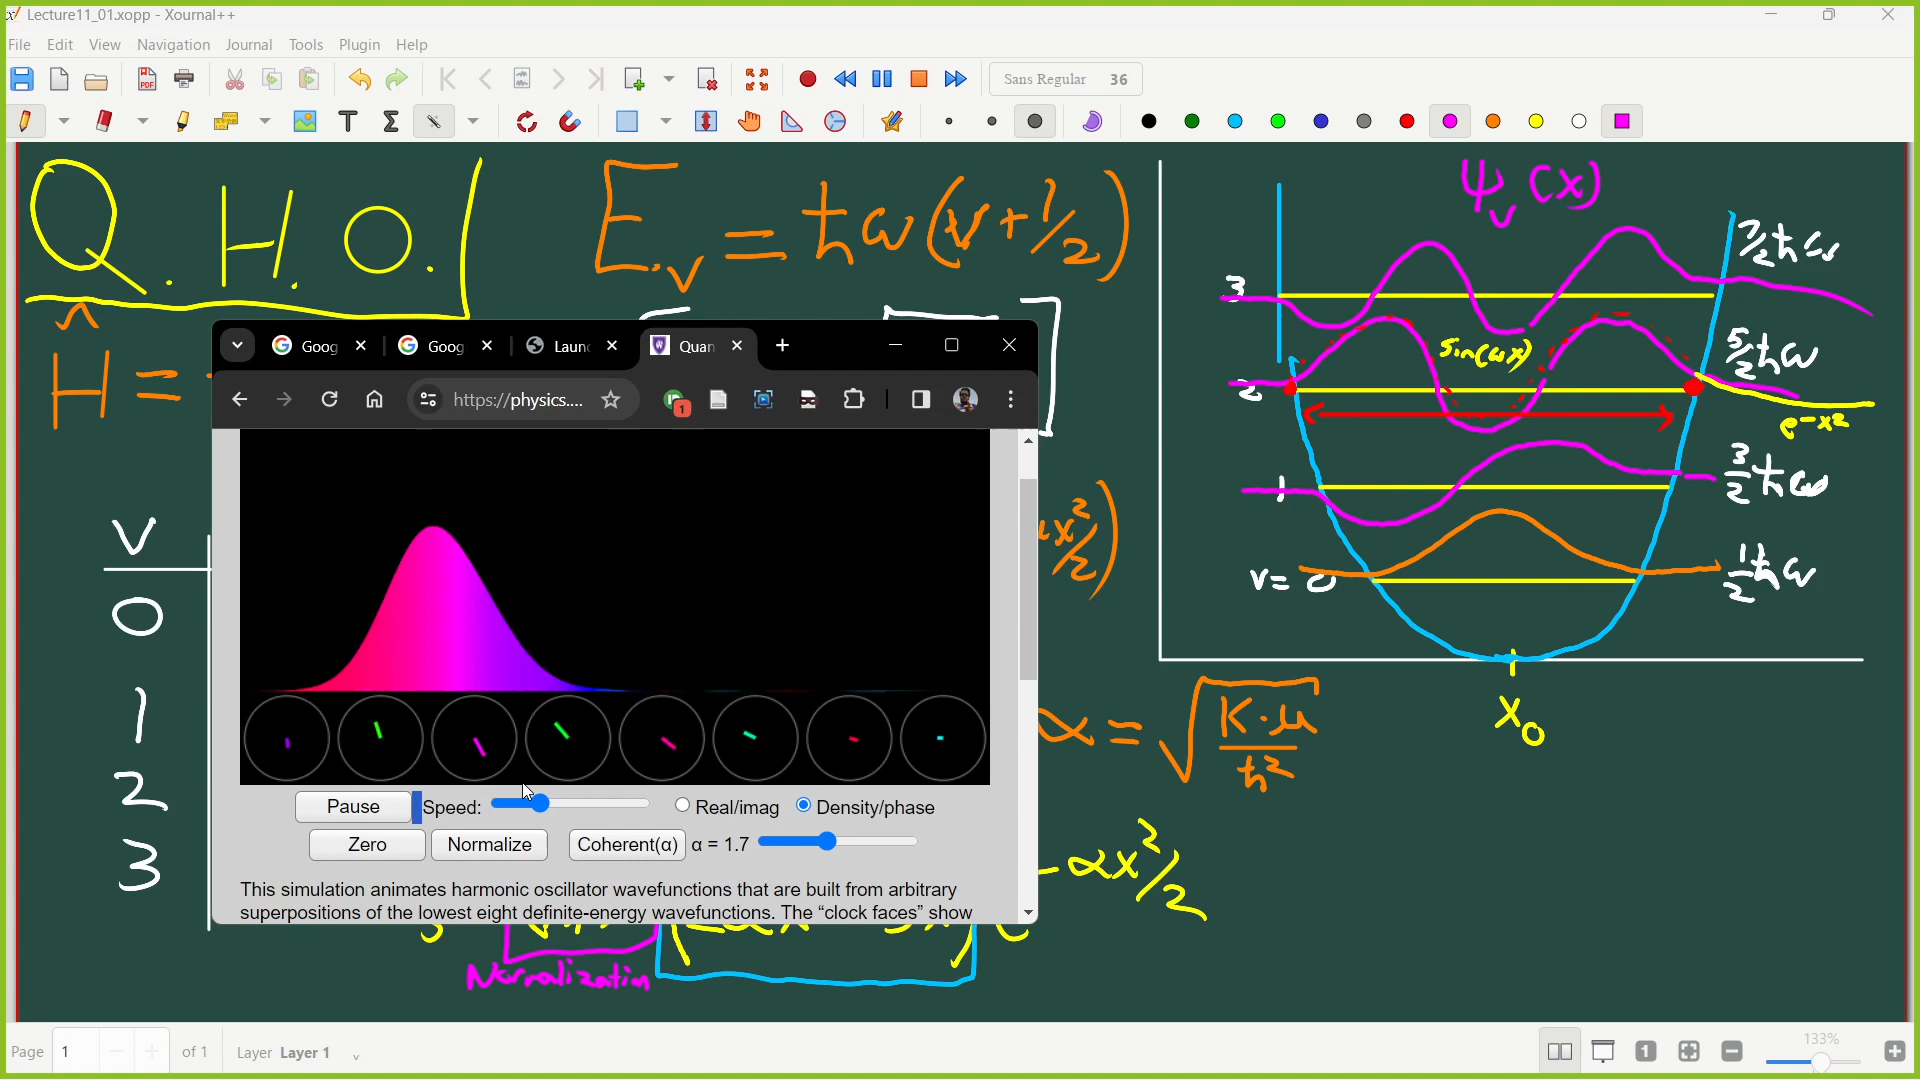 Lecture11_01.xopp - Xournal++
File Edit View Navigation Journal Tools Plugin Help
PDF
Sans Regular 36
Q.H.O.
E_v = ħω(v+1/2)
H =
v
0
1
2
3
Goog
Goog
Laun
Quan
https://physics....
1
Pause Speed: Real/imag Density/phase
Zero Normalize Coherent(α) α = 1.7
This simulation animates harmonic oscillator wavefunctions that are built from arbitrary
superpositions of the lowest eight definite-energy wavefunctions. The “clock faces” show
x²/2)
α = √(K·μ/ħ²)
-αx²/2
Normalization
ψ_v(x)
3 7/2 ħω
sin(ωx)
2 5/2 ħω
e^-x²
1 3/2 ħω
v= 0 1/2 ħω
x₀
Page 1 of 1 Layer Layer 1
1
133%